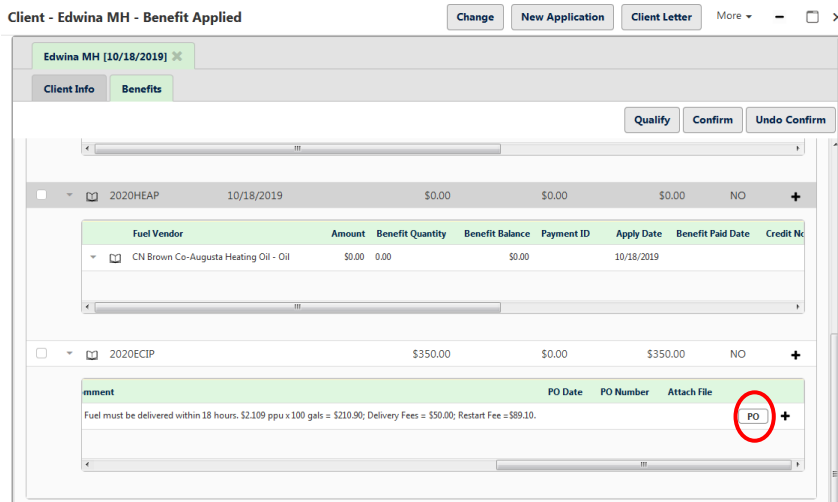 Client - Edwina MH - Benefit Applied Change New Application Client Letter More
Edwina MH [10/18/2019]
Client Info Benefits
Qualify Confirm Undo Confirm
2020HEAP 10/18/2019 $0.00 $0.00 $0.00 NO
Fuel Vendor Amount Benefit Quantity Benefit Balance Payment ID Apply Date Benefit Paid Date Credit No
CN Brown Co-Augusta Heating Oil - Oil $0.00 0.00 $0.00 10/18/2019
2020ECIP $350.00 $0.00 $350.00 NO
mment PO Date PO Number Attach File
Fuel must be delivered within 18 hours. $2.109 ppu x 100 gals = $210.90; Delivery Fees = $50.00; Restart Fee =$89.10. PO